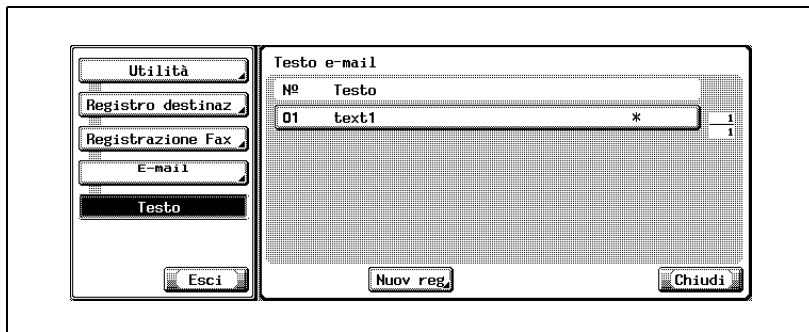 Utilità
Registro destinaz
Registrazione Fax
E-mail
Testo
Esci
Testo e-mail
Nº Testo
01 text1 *
1
1
Nuov reg
Chiudi